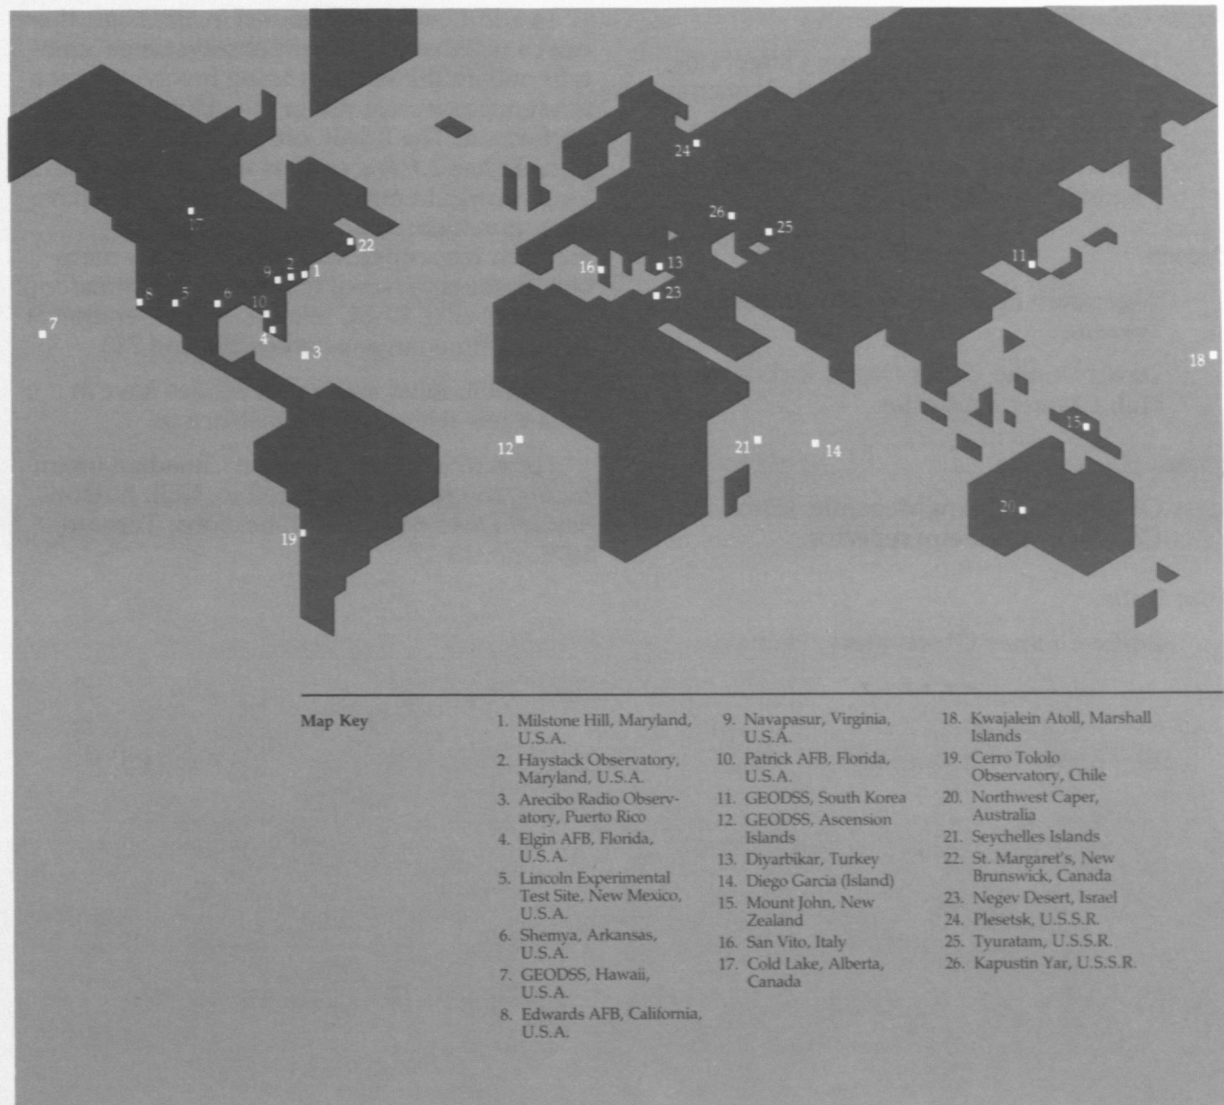 24
26
17
25
22
2
1
11
9
16
13
8
5
6
10
23
7
4
3
18
15
12
21
14
20
19
Map Key
1. Milstone Hill, Maryland,
U.S.A.
2. Haystack Observatory,
Maryland, U.S.A.
3. Arecibo Radio Observ-
atory, Puerto Rico
4. Elgin AFB, Florida,
U.S.A.
5. Lincoln Experimental
Test Site, New Mexico,
U.S.A.
6. Shemya, Arkansas,
U.S.A.
7. GEODSS, Hawaii,
U.S.A.
8. Edwards AFB, California,
U.S.A.
9. Navapasur, Virginia,
U.S.A.
10. Patrick AFB, Florida,
U.S.A.
11. GEODSS, South Korea
12. GEODSS, Ascension
Islands
13. Diyarbikar, Turkey
14. Diego Garcia (Island)
15. Mount John, New
Zealand
16. San Vito, Italy
17. Cold Lake, Alberta,
Canada
18. Kwajalein Atoll, Marshall
Islands
19. Cerro Tololo
Observatory, Chile
20. Northwest Caper,
Australia
21. Seychelles Islands
22. St. Margaret's, New
Brunswick, Canada
23. Negev Desert, Israel
24. Plesetsk, U.S.S.R.
25. Tyuratam, U.S.S.R.
26. Kapustin Yar, U.S.S.R.